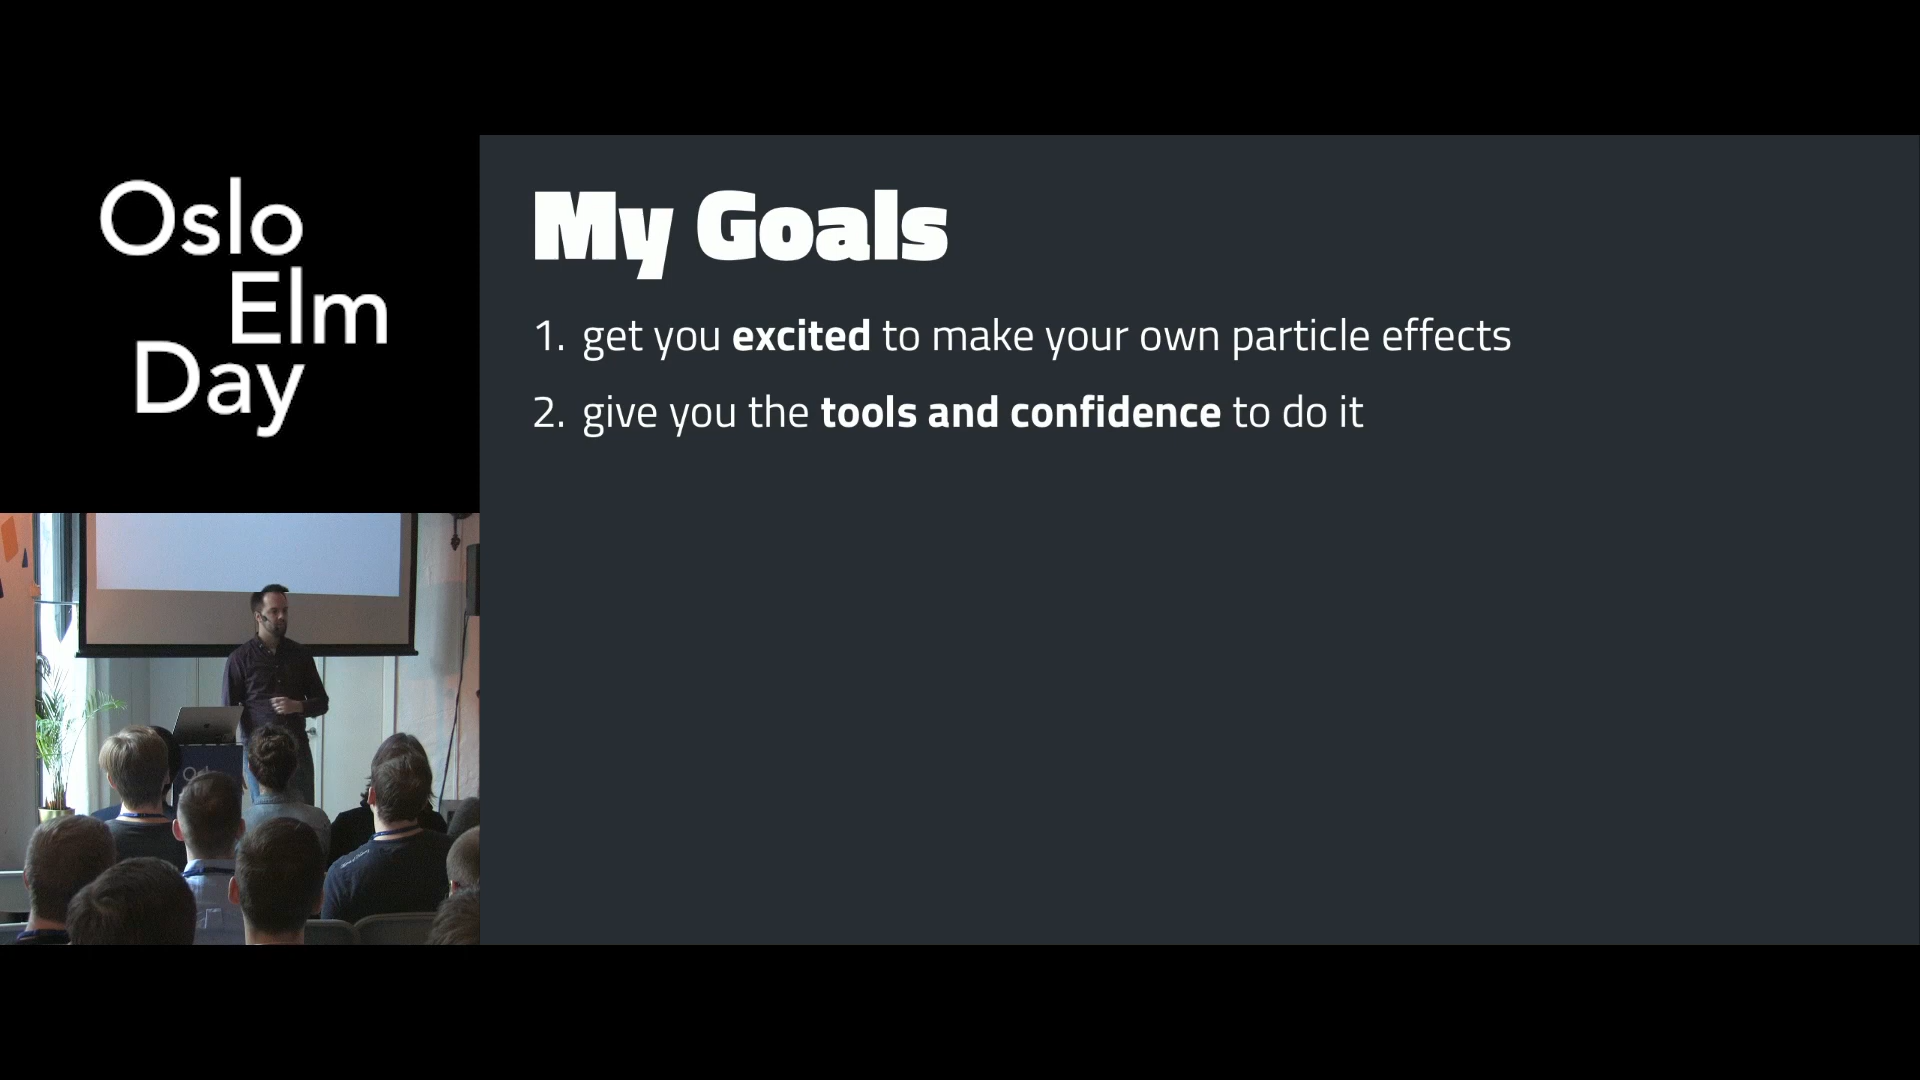 Oslo
Elm
Day
My Goals
1. get you excited to make your own particle effects
2. give you the tools and confidence to do it